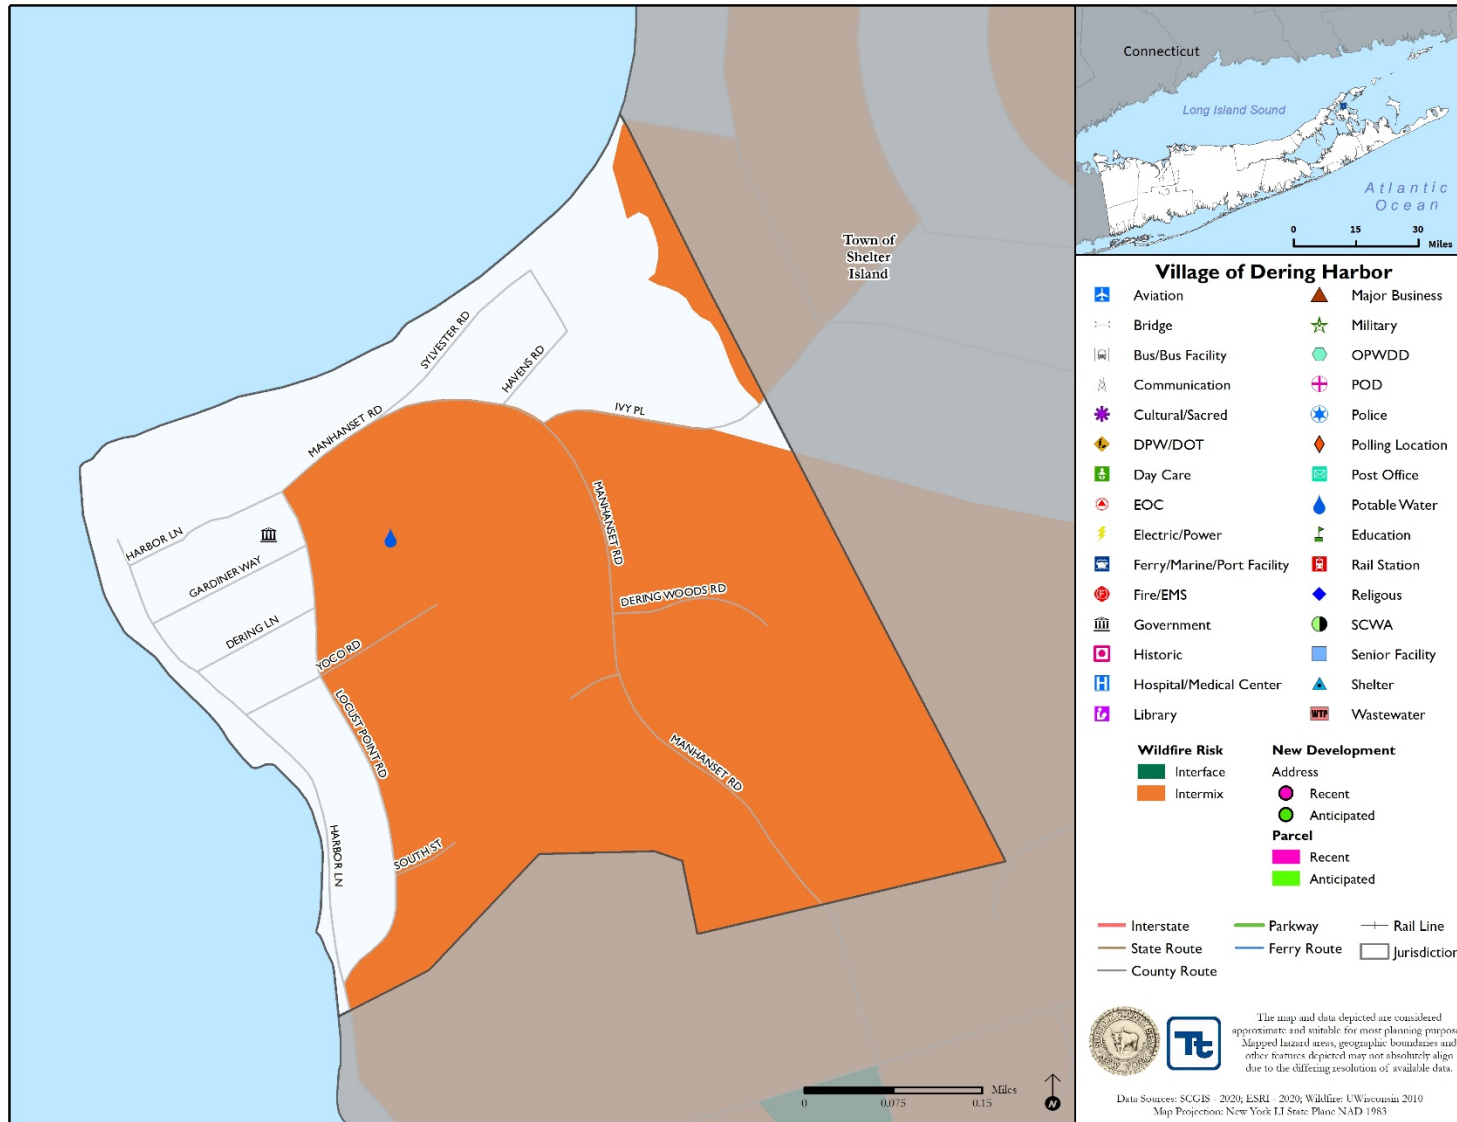 Town of
Shelter
Island
SYLVESTER RD
HAVENS RD
MANHANSET RD
IVY PL
MANHANSET RD
HARBOR LN
GARDINER WAY
DERING LN
DERING WOODS RD
YOCO RD
LOCUST POINT RD
MANHANSET RD
SOUTH ST
HARBOR LN
Miles
0 0.075 0.15
N
Connecticut
Long Island Sound
Atlantic
Ocean
0 15 30
Miles
Village of Dering Harbor
Aviation
Bridge
Bus/Bus Facility
Communication
Cultural/Sacred
DPW/DOT
Day Care
EOC
Electric/Power
Ferry/Marine/Port Facility
Fire/EMS
Government
Historic
Hospital/Medical Center
Library
Major Business
Military
OPWDD
POD
Police
Polling Location
Post Office
Potable Water
Education
Rail Station
Religous
SCWA
Senior Facility
Shelter
WTP Wastewater
Wildfire Risk
Interface
Intermix
New Development
Address
Recent
Anticipated
Parcel
Recent
Anticipated
Interstate
State Route
County Route
Parkway
Ferry Route
Rail Line
Jurisdiction
Tt
The map and data depicted are considered
approximate and suitable for most planning purpose
Mapped hazard areas, geographic boundaries and
other features depicted may not absolutely align
due to the differing resolution of available data.
Data Sources: SCGIS - 2020; ESRI - 2020; Wildfire: UWisconsin 2010
Map Projection: New York LI State Plane NAD 1983